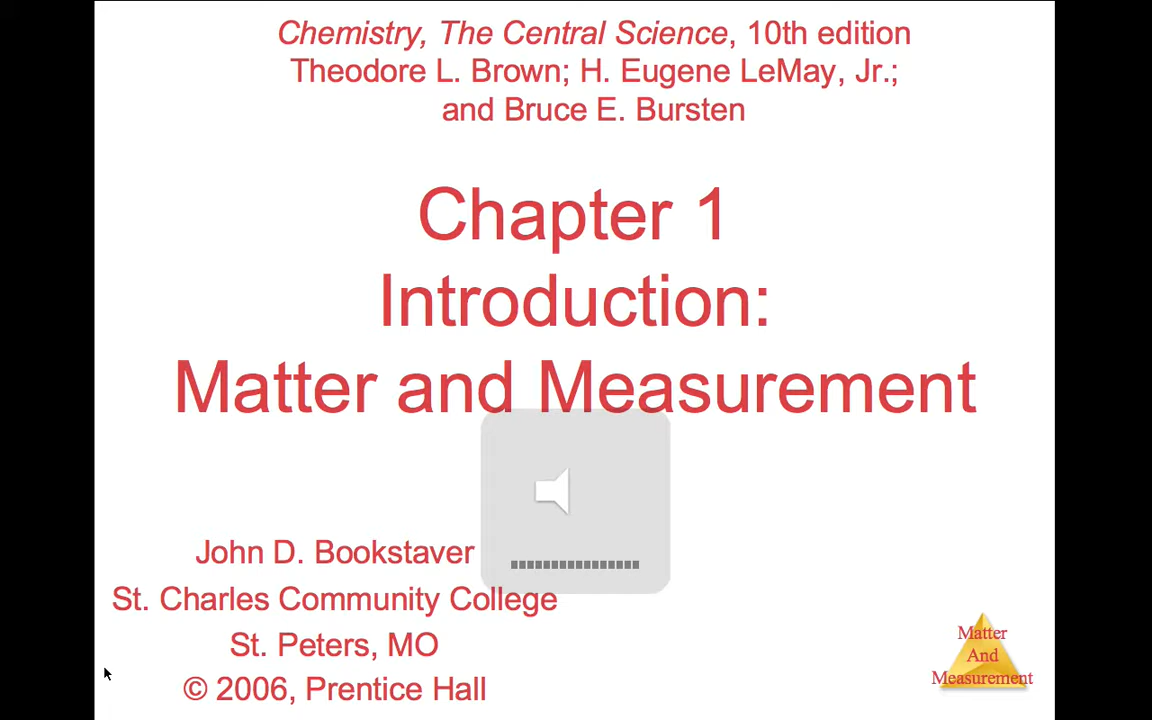 Chemistry, The Central Science, 10th edition
Theodore L. Brown; H. Eugene LeMay, Jr.;
and Bruce E. Bursten
Chapter 1
Introduction:
Matter and Measurement
John D. Bookstaver
St. Charles Community College
St. Peters, MO
© 2006, Prentice Hall
Matter
And
Measurement